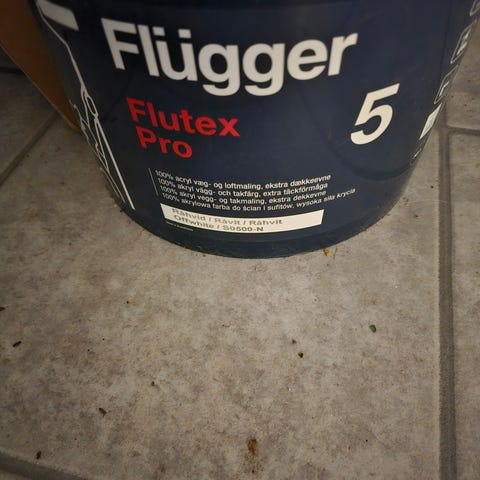 Flügger
Flutex
Pro
5
100% acryl væg- og loftmaling, ekstra dækkeevne
100% akryl vägg- och takfärg, extra täckförmåga
100% akryl vegg- og takmaling, ekstra dekkevne
100% akrylowa farba do ścian i sufitów, wysoka siła krycia
Råhvid / Råvit / Råhvit
Offwhite / S0500-N